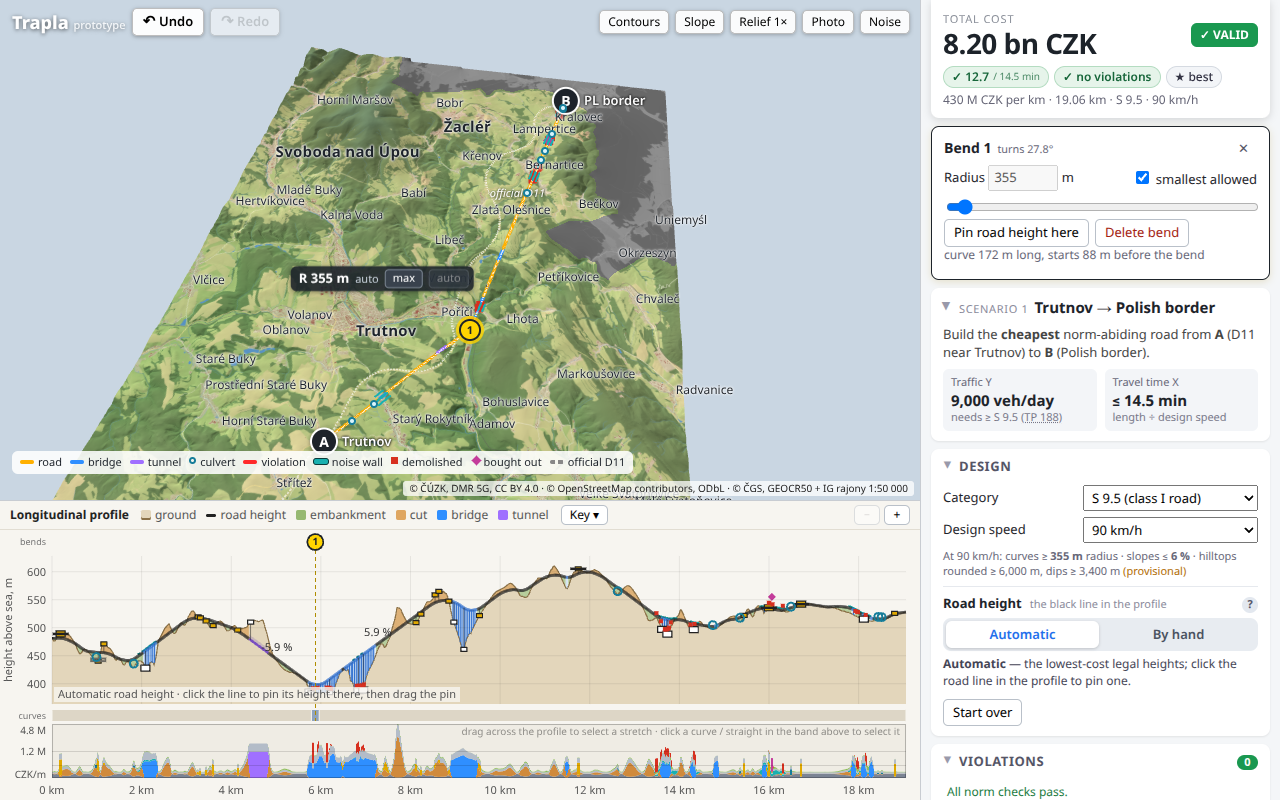 Trapla prototype
↶ Undo
↷ Redo
Contours
Slope
Relief 1×
Photo
Noise
Horní Maršov
Bobr
B PL border
Královec
Žacléř
Lampertice
Svoboda nad Úpou
Křenov
Bernartice
Mladé Buky
Babí
official D11
Hertvíkovice
Zlatá Olešnice
Bečkov
Kalná Voda
Uniemyśl
Libeč
Okrzeszyn
R 355 m auto max auto
Vlčice
Petříkovice
Chvaleč
Volanov
Poříčí
Lhota
Oblanov
Trutnov
1
Staré Buky
Markoušovice
Prostřední Staré Buky
Radvanice
Bohuslavice
Horní Staré Buky
Starý Rokytník
Adamov
A Trutnov
road
bridge
tunnel
culvert
violation
noise wall
demolished
bought out
official D11
Střítež
© ČÚZK, DMR 5G, CC BY 4.0 · © OpenStreetMap contributors, ODbL · © ČGS, GEOCR50 + IG rajony 1:50 000
Longitudinal profile
ground
road height
embankment
cut
bridge
tunnel
Key ▾
−
+
bends
1
height above sea, m
600
550
500
450
400
5.9 %
5.9 %
Automatic road height · click the line to pin its height there, then drag the pin
curves
4.8 M
1.2 M
CZK/m
drag across the profile to select a stretch · click a curve / straight in the band above to select it
0 km
2 km
4 km
6 km
8 km
10 km
12 km
14 km
16 km
18 km
TOTAL COST
8.20 bn CZK
✓ VALID
✓ 12.7 / 14.5 min
✓ no violations
★ best
430 M CZK per km · 19.06 km · S 9.5 · 90 km/h
Bend 1 turns 27.8°
✕
Radius 355 m
smallest allowed
Pin road height here
Delete bend
curve 172 m long, starts 88 m before the bend
▼ SCENARIO 1 Trutnov → Polish border
Build the cheapest norm-abiding road from A (D11
near Trutnov) to B (Polish border).
Traffic Y
9,000 veh/day
needs ≥ S 9.5 (TP 188)
Travel time X
≤ 14.5 min
length ÷ design speed
▼ DESIGN
Category
S 9.5 (class I road)
Design speed
90 km/h
At 90 km/h: curves ≥ 355 m radius · slopes ≤ 6 % · hilltops
rounded ≥ 6,000 m, dips ≥ 3,400 m (provisional)
Road height the black line in the profile
?
Automatic
By hand
Automatic — the lowest-cost legal heights; click the
road line in the profile to pin one.
Start over
▼ VIOLATIONS
0
All norm checks pass.